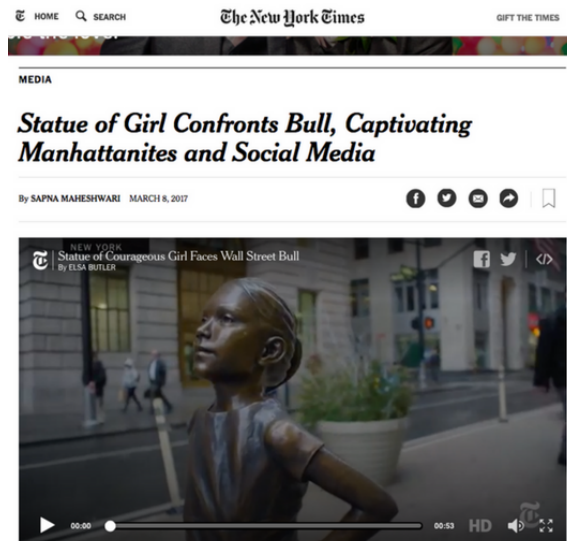 HOME SEARCH The New York Times GIFT THE TIMES
MEDIA
Statue of Girl Confronts Bull, Captivating
Manhattanites and Social Media
By SAPNA MAHESHWARI MARCH 8, 2017
NEW YORK
Statue of Courageous Girl Faces Wall Street Bull
By ELSA BUTLER
00:00 00:53 HD